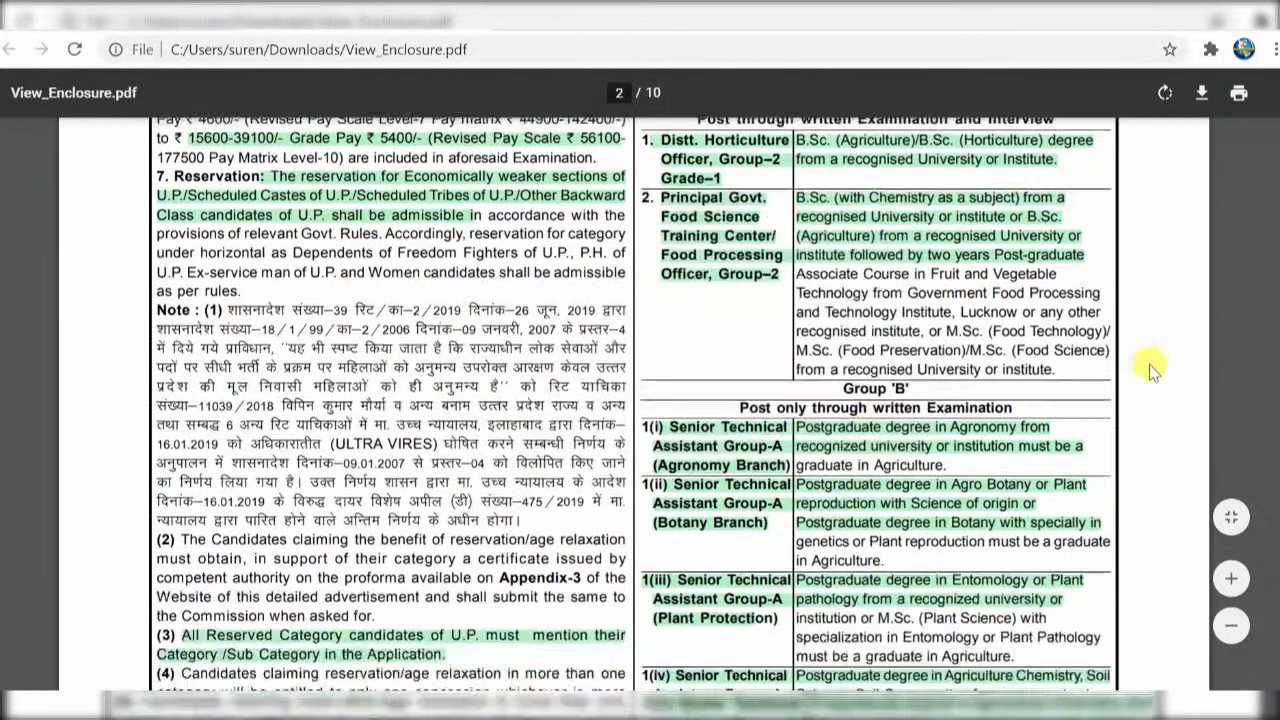 File
C:/Users/suren/Downloads/View_Enclosure.pdf
View_Enclosure.pdf
2 / 10
Pay ₹ 4600/- (Revised Pay Scale Level-7 Pay matrix ₹ 44900-142400/-)
to ₹ 15600-39100/- Grade Pay ₹ 5400/- (Revised Pay Scale ₹ 56100-
177500 Pay Matrix Level-10) are included in aforesaid Examination.
7. Reservation: The reservation for Economically weaker sections of
U.P./Scheduled Castes of U.P./Scheduled Tribes of U.P./Other Backward
Class candidates of U.P. shall be admissible in accordance with the
provisions of relevant Govt. Rules. Accordingly, reservation for category
under horizontal as Dependents of Freedom Fighters of U.P., P.H. of
U.P. Ex-service man of U.P. and Women candidates shall be admissible
as per rules.
Note : (1) शासनादेश संख्या–39 रिट/का–2/2019 दिनांक–26 जून, 2019 द्वारा
शासनादेश संख्या–18/1/99/का–2/2006 दिनांक–09 जनवरी, 2007 के प्रस्तर–4
में दिये गये प्राविधान, ''यह भी स्पष्ट किया जाता है कि राज्याधीन लोक सेवाओं और
पदों पर सीधी भर्ती के प्रक्रम पर महिलाओं को अनुमन्य उपरोक्त आरक्षण केवल उत्तर
प्रदेश की मूल निवासी महिलाओं को ही अनुमन्य है'' को रिट याचिका
संख्या–11039/2018 विपिन कुमार मौर्या व अन्य बनाम उत्तर प्रदेश राज्य व अन्य
तथा सम्बद्ध 6 अन्य रिट याचिकाओं में मा. उच्च न्यायालय, इलाहाबाद द्वारा दिनांक–
16.01.2019 को अधिकारातीत (ULTRA VIRES) घोषित करने सम्बन्धी निर्णय के
अनुपालन में शासनादेश दिनांक–09.01.2007 से प्रस्तर–04 को विलोपित किए जाने
का निर्णय लिया गया है। उक्त निर्णय शासन द्वारा मा. उच्च न्यायालय के आदेश
दिनांक–16.01.2019 के विरुद्ध दायर विशेष अपील (डी) संख्या–475/2019 में मा.
न्यायालय द्वारा पारित होने वाले अन्तिम निर्णय के अधीन होगा।
(2) The Candidates claiming the benefit of reservation/age relaxation
must obtain, in support of their category a certificate issued by
competent authority on the proforma available on Appendix-3 of the
Website of this detailed advertisement and shall submit the same to
the Commission when asked for.
(3) All Reserved Category candidates of U.P. must mention their
Category /Sub Category in the Application.
(4) Candidates claiming reservation/age relaxation in more than one
Post through written Examination and Interview
1. Distt. Horticulture B.Sc. (Agriculture)/B.Sc. (Horticulture) degree
Officer, Group–2 from a recognised University or Institute.
Grade–1
2. Principal Govt. B.Sc. (with Chemistry as a subject) from a
Food Science recognised University or institute or B.Sc.
Training Center/ (Agriculture) from a recognised University or
Food Processing institute followed by two years Post-graduate
Officer, Group–2 Associate Course in Fruit and Vegetable
Technology from Government Food Processing
and Technology Institute, Lucknow or any other
recognised institute, or M.Sc. (Food Technology)/
M.Sc. (Food Preservation)/M.Sc. (Food Science)
from a recognised University or institute.
Group 'B'
Post only through written Examination
1(i) Senior Technical Postgraduate degree in Agronomy from
Assistant Group-A recognized university or institution must be a
(Agronomy Branch) graduate in Agriculture.
1(ii) Senior Technical Postgraduate degree in Agro Botany or Plant
Assistant Group-A reproduction with Science of origin or
(Botany Branch) Postgraduate degree in Botany with specially in
genetics or Plant reproduction must be a graduate
in Agriculture.
1(iii) Senior Technical Postgraduate degree in Entomology or Plant
Assistant Group-A pathology from a recognized university or
(Plant Protection) institution or M.Sc. (Plant Science) with
specialization in Entomology or Plant Pathology
must be a graduate in Agriculture.
1(iv) Senior Technical Postgraduate degree in Agriculture Chemistry, Soil